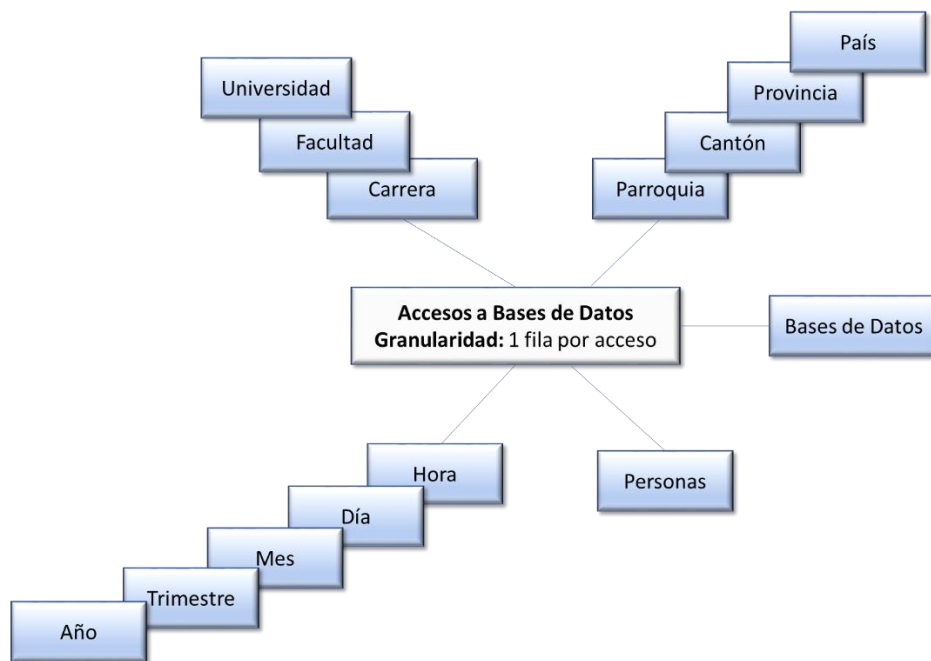 País
Universidad
Provincia
Facultad
Cantón
Carrera
Parroquia
Accesos a Bases de Datos
Granularidad: 1 fila por acceso
Bases de Datos
Hora
Personas
Día
Mes
Trimestre
Año